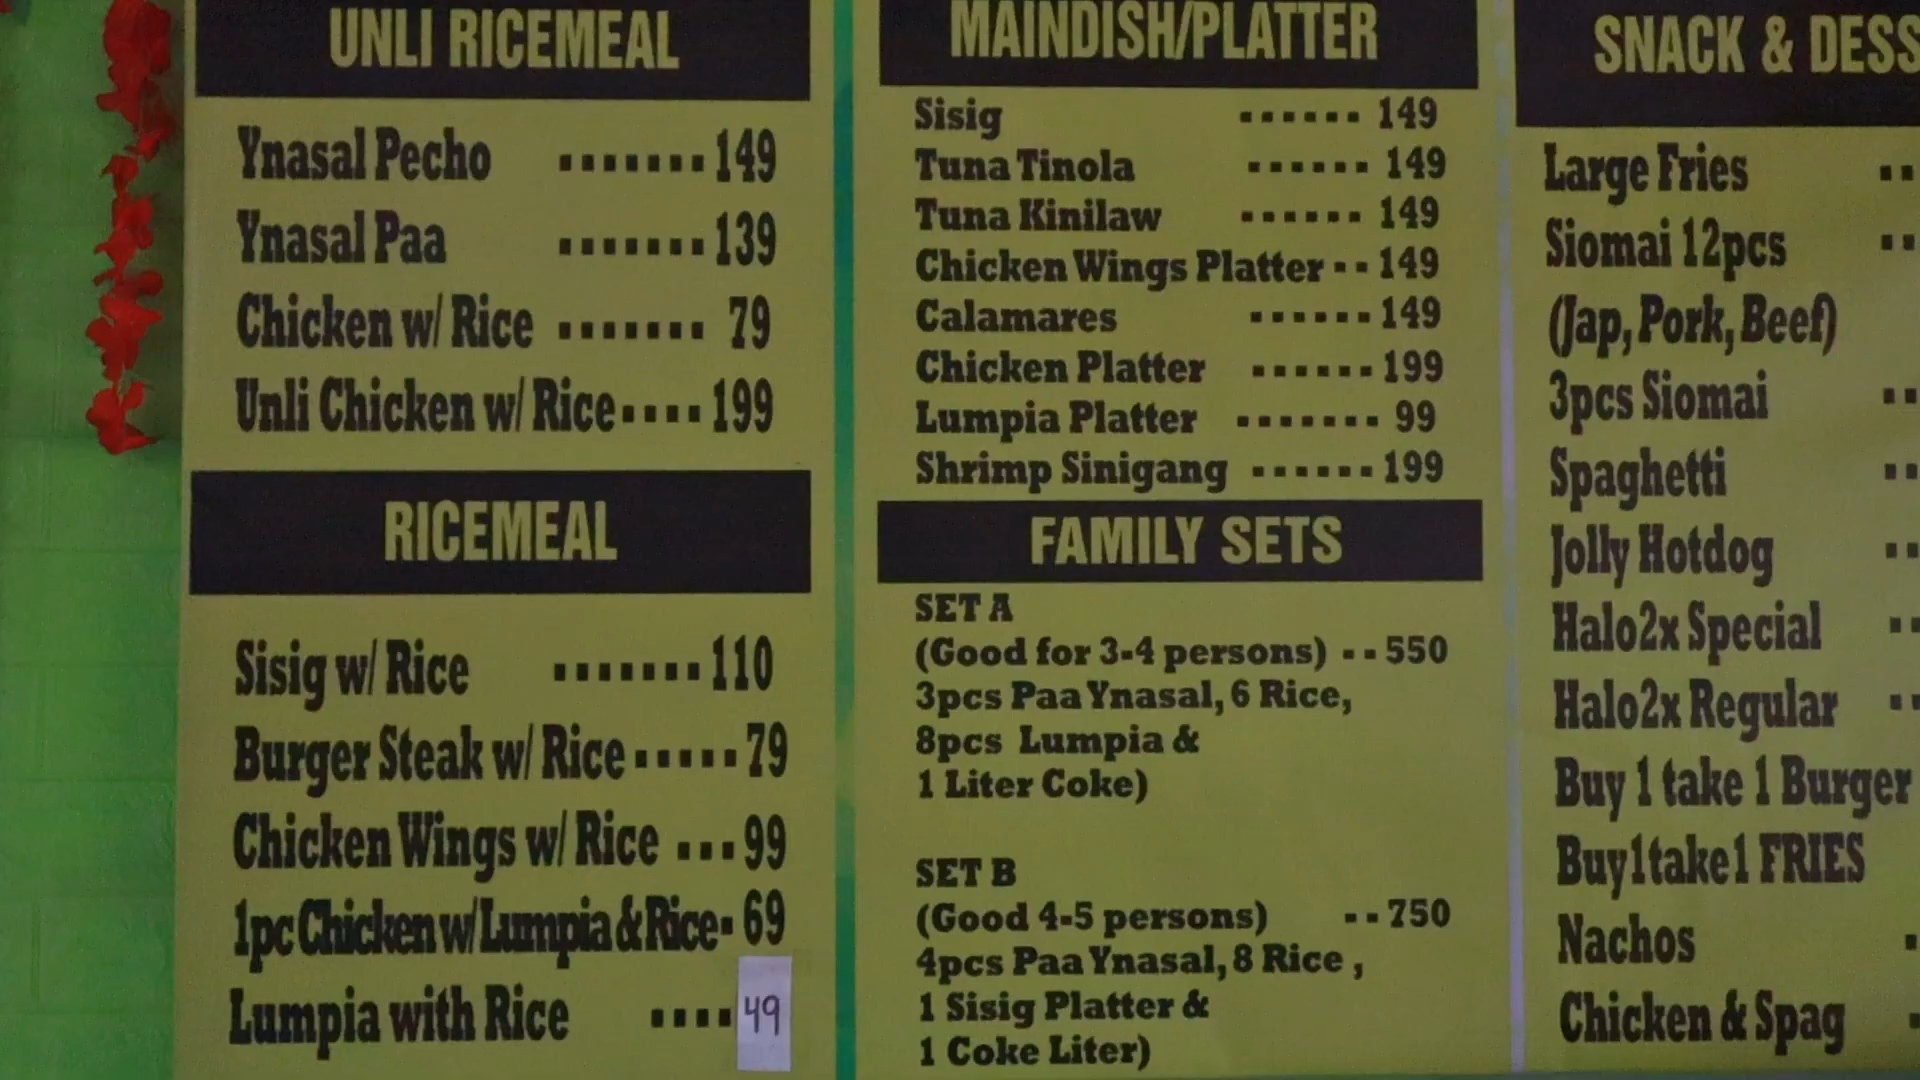 UNLI RICEMEAL
Ynasal Pecho ....... 149
Ynasal Paa ....... 139
Chicken w/ Rice ....... 79
Unli Chicken w/ Rice .... 199
RICEMEAL
Sisig w/ Rice ....... 110
Burger Steak w/ Rice ..... 79
Chicken Wings w/ Rice ... 99
1pc Chicken w/ Lumpia & Rice - 69
Lumpia with Rice .... 49
MAINDISH/PLATTER
Sisig ...... 149
Tuna Tinola ...... 149
Tuna Kinilaw ...... 149
Chicken Wings Platter .. 149
Calamares ...... 149
Chicken Platter ...... 199
Lumpia Platter ....... 99
Shrimp Sinigang ...... 199
FAMILY SETS
SET A
(Good for 3-4 persons) -- 550
3pcs Paa Ynasal, 6 Rice,
8pcs Lumpia &
1 Liter Coke)
SET B
(Good 4-5 persons) -- 750
4pcs Paa Ynasal, 8 Rice ,
1 Sisig Platter &
1 Coke Liter)
SNACK & DESS
Large Fries ..
Siomai 12pcs ..
(Jap, Pork, Beef)
3pcs Siomai ..
Spaghetti ..
Jolly Hotdog ..
Halo2x Special ..
Halo2x Regular ..
Buy 1 take 1 Burger
Buy1take1 FRIES
Nachos .
Chicken & Spag .